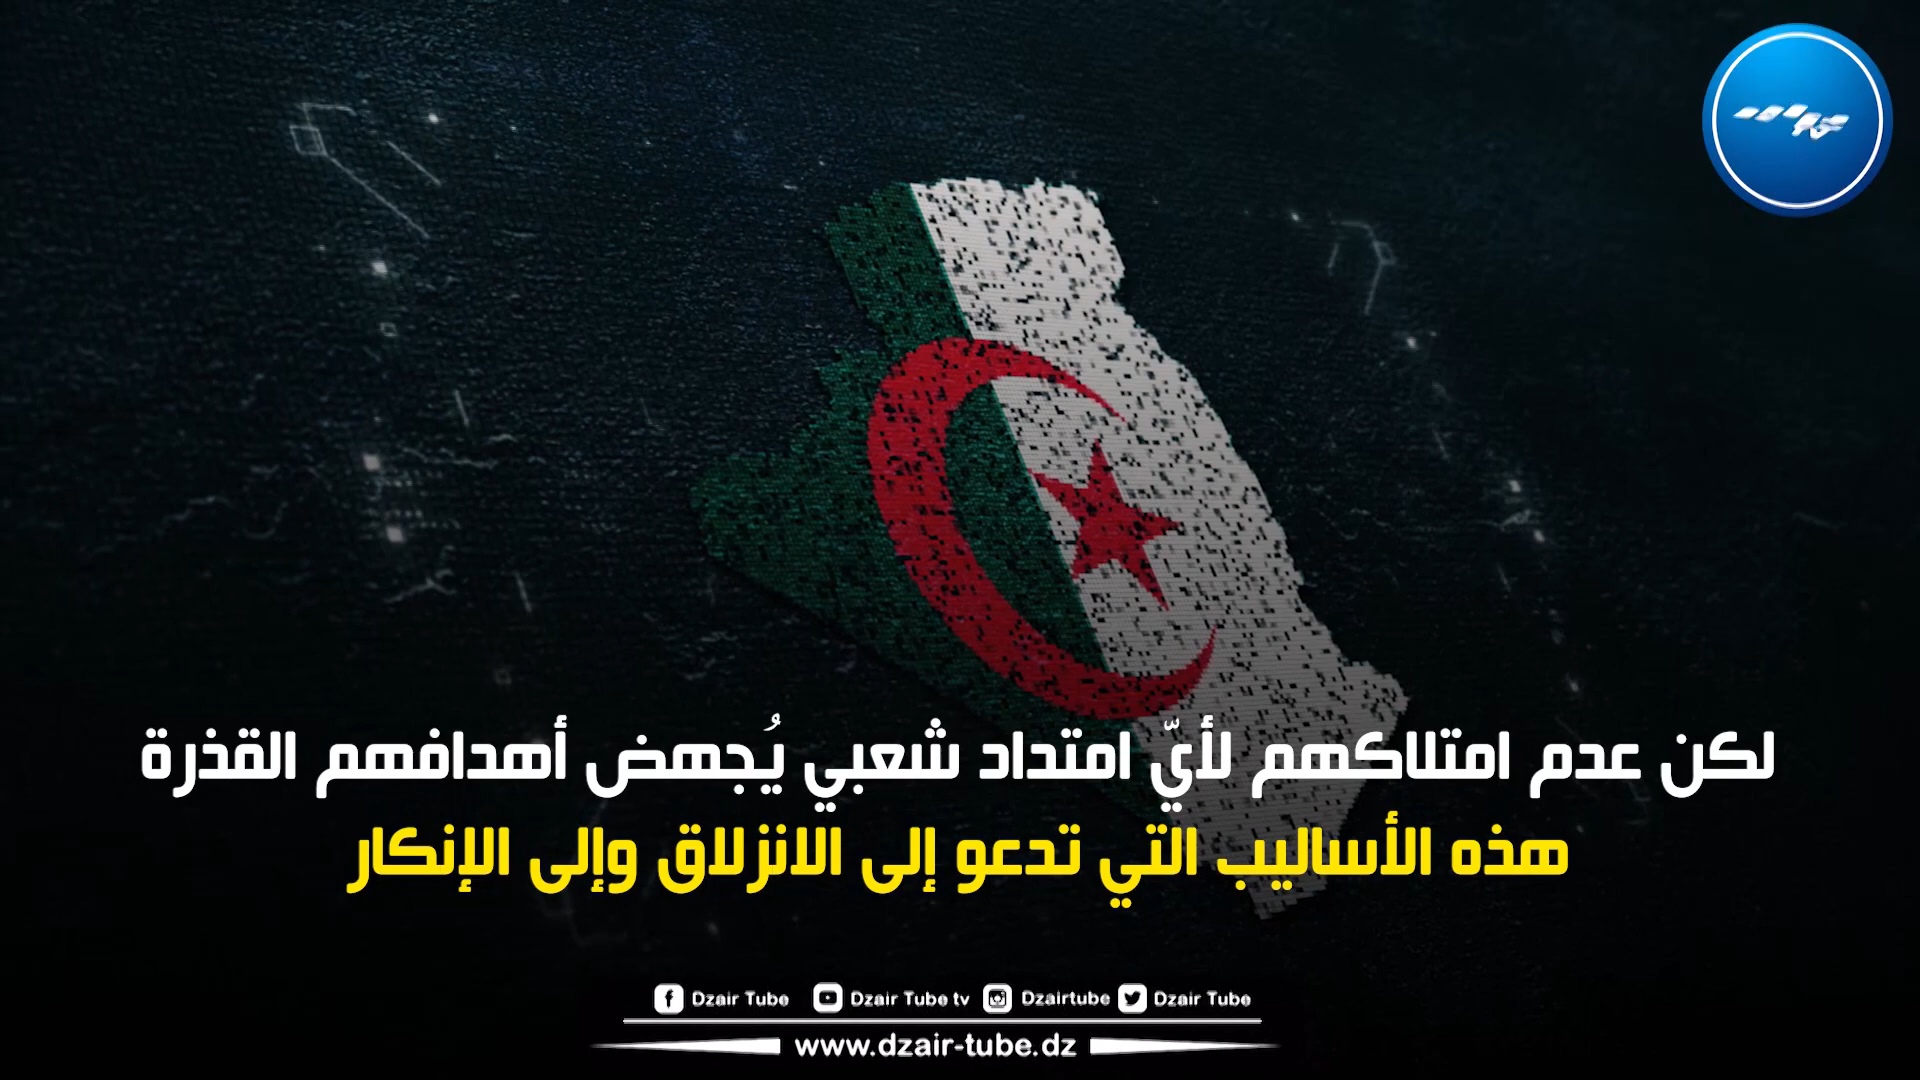 لكن عدم امتلاكهم لأيّ امتداد شعبي يُجهض أهدافهم القذرة
هذه الأساليب التي تدعو إلى الانزلاق وإلى الإنكار
Dzair Tube Dzair Tube tv Dzairtube Dzair Tube
www.dzair-tube.dz